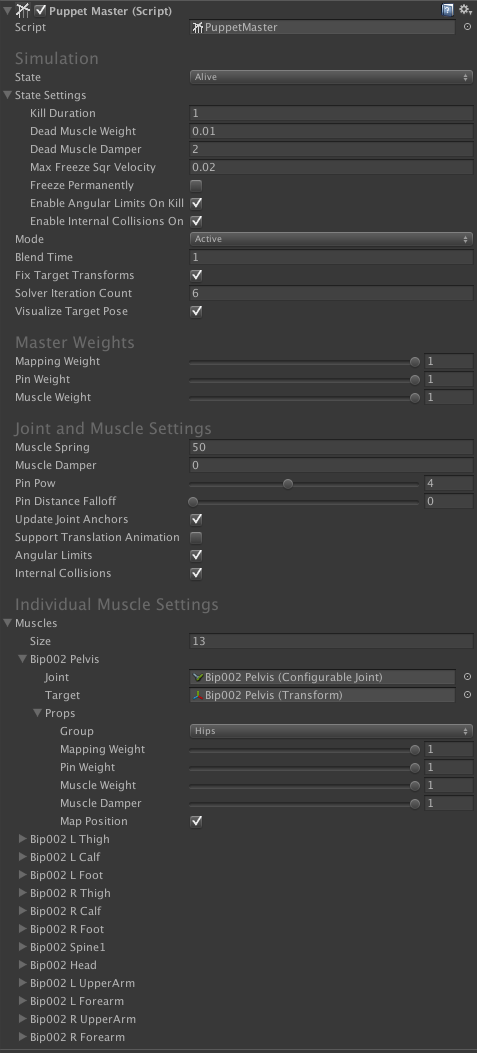 Puppet Master (Script)
Script PuppetMaster
Simulation
State Alive
State Settings
Kill Duration 1
Dead Muscle Weight 0.01
Dead Muscle Damper 2
Max Freeze Sqr Velocity 0.02
Freeze Permanently
Enable Angular Limits On Kill
Enable Internal Collisions On
Mode Active
Blend Time 1
Fix Target Transforms
Solver Iteration Count 6
Visualize Target Pose
Master Weights
Mapping Weight 1
Pin Weight 1
Muscle Weight 1
Joint and Muscle Settings
Muscle Spring 50
Muscle Damper 0
Pin Pow 4
Pin Distance Falloff 0
Update Joint Anchors
Support Translation Animation
Angular Limits
Internal Collisions
Individual Muscle Settings
Muscles
Size 13
Bip002 Pelvis
Joint Bip002 Pelvis (Configurable Joint)
Target Bip002 Pelvis (Transform)
Props
Group Hips
Mapping Weight 1
Pin Weight 1
Muscle Weight 1
Muscle Damper 1
Map Position
Bip002 L Thigh
Bip002 L Calf
Bip002 L Foot
Bip002 R Thigh
Bip002 R Calf
Bip002 R Foot
Bip002 Spine1
Bip002 Head
Bip002 L UpperArm
Bip002 L Forearm
Bip002 R UpperArm
Bip002 R Forearm